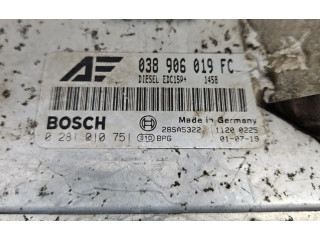 AE 038 906 019 FC
DIESEL EDC15P+ 1458
Made in Germany
BOSCH 28SA5322 1120 0225
0 281 010 751 BPG 01-07-19